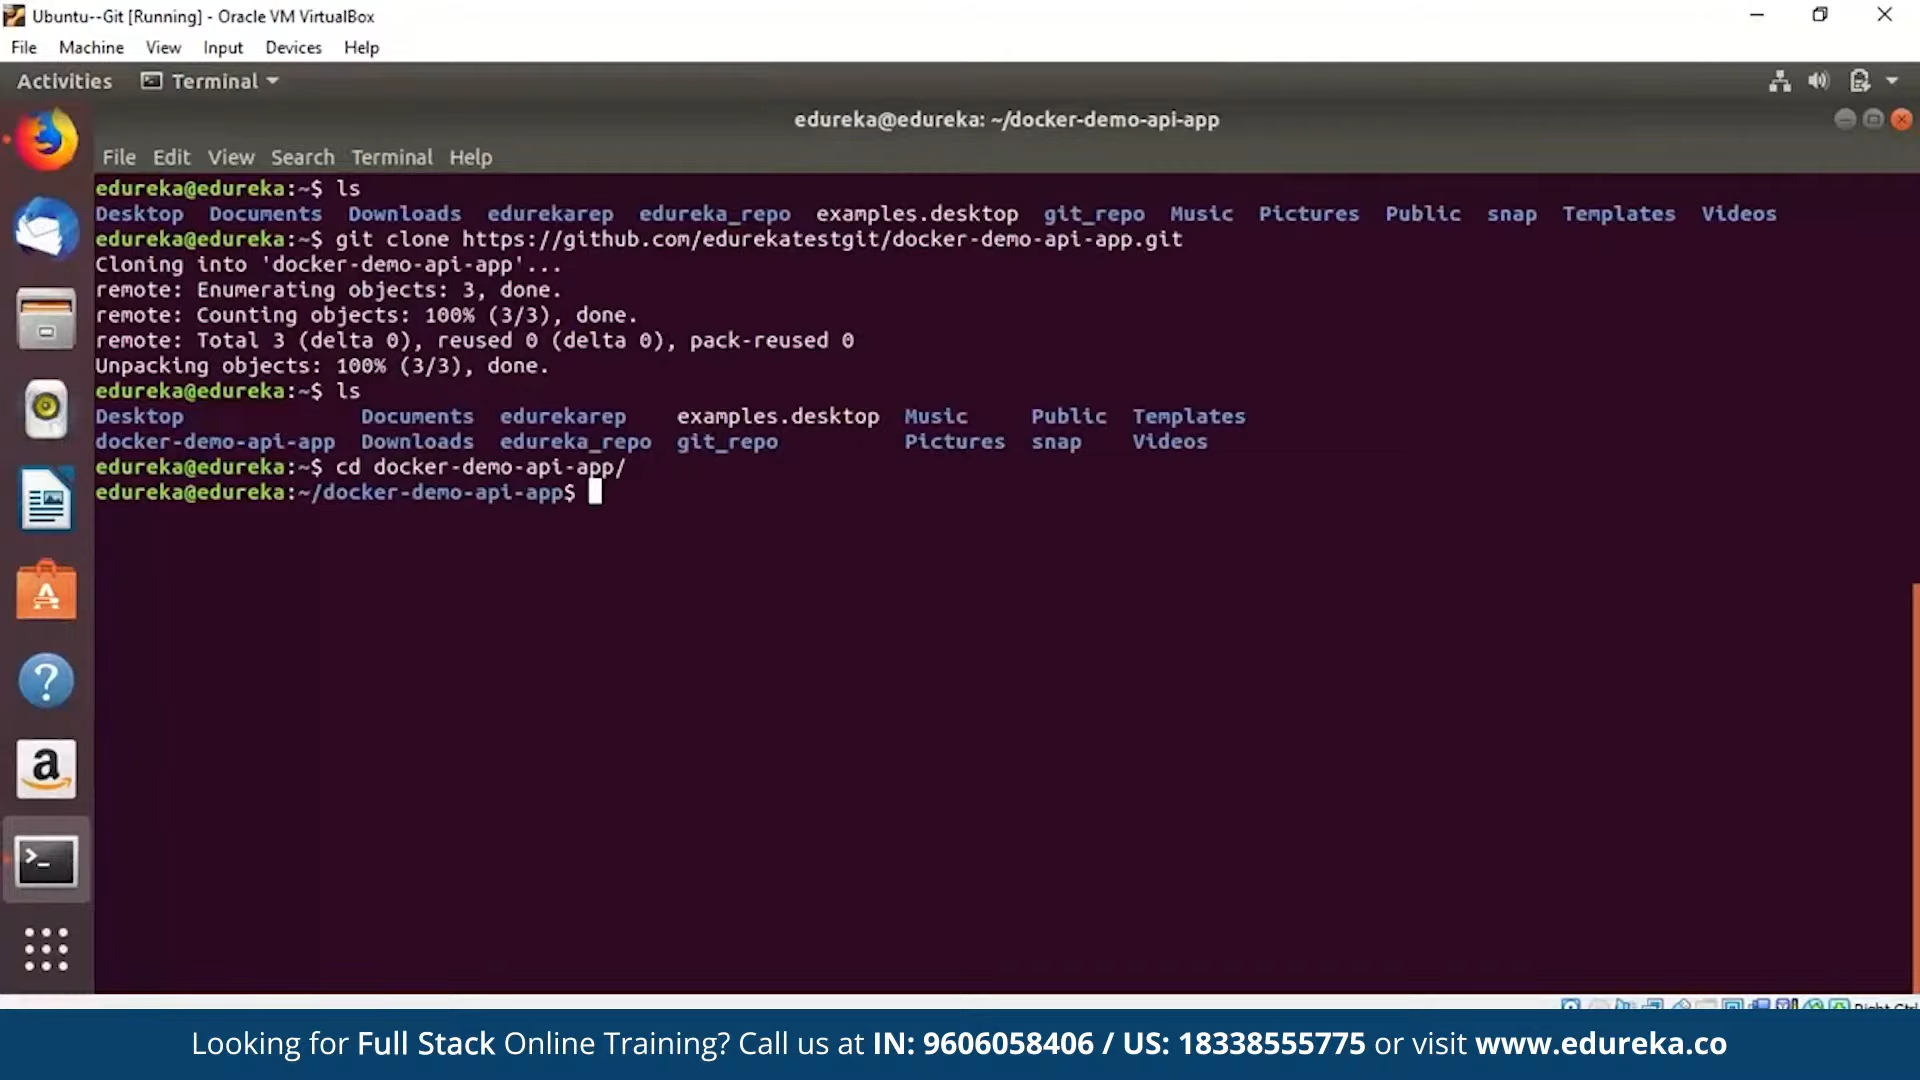 Ubuntu--Git [Running] - Oracle VM VirtualBox
File Machine View Input Devices Help
Activities Terminal
edureka@edureka: ~/docker-demo-api-app
File Edit View Search Terminal Help
edureka@edureka:~$ ls
Desktop Documents Downloads edurekarep edureka_repo examples.desktop git_repo Music Pictures Public snap Templates Videos
edureka@edureka:~$ git clone https://github.com/edurekatestgit/docker-demo-api-app.git
Cloning into 'docker-demo-api-app'...
remote: Enumerating objects: 3, done.
remote: Counting objects: 100% (3/3), done.
remote: Total 3 (delta 0), reused 0 (delta 0), pack-reused 0
Unpacking objects: 100% (3/3), done.
edureka@edureka:~$ ls
Desktop Documents edurekarep examples.desktop Music Public Templates
docker-demo-api-app Downloads edureka_repo git_repo Pictures snap Videos
edureka@edureka:~$ cd docker-demo-api-app/
edureka@edureka:~/docker-demo-api-app$
a
>_
Right Ctrl
Looking for Full Stack Online Training? Call us at IN: 9606058406 / US: 18338555775 or visit www.edureka.co